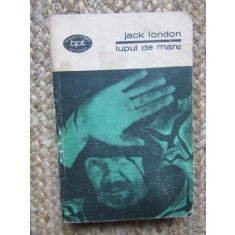 bpt
jack london
lupul de mare